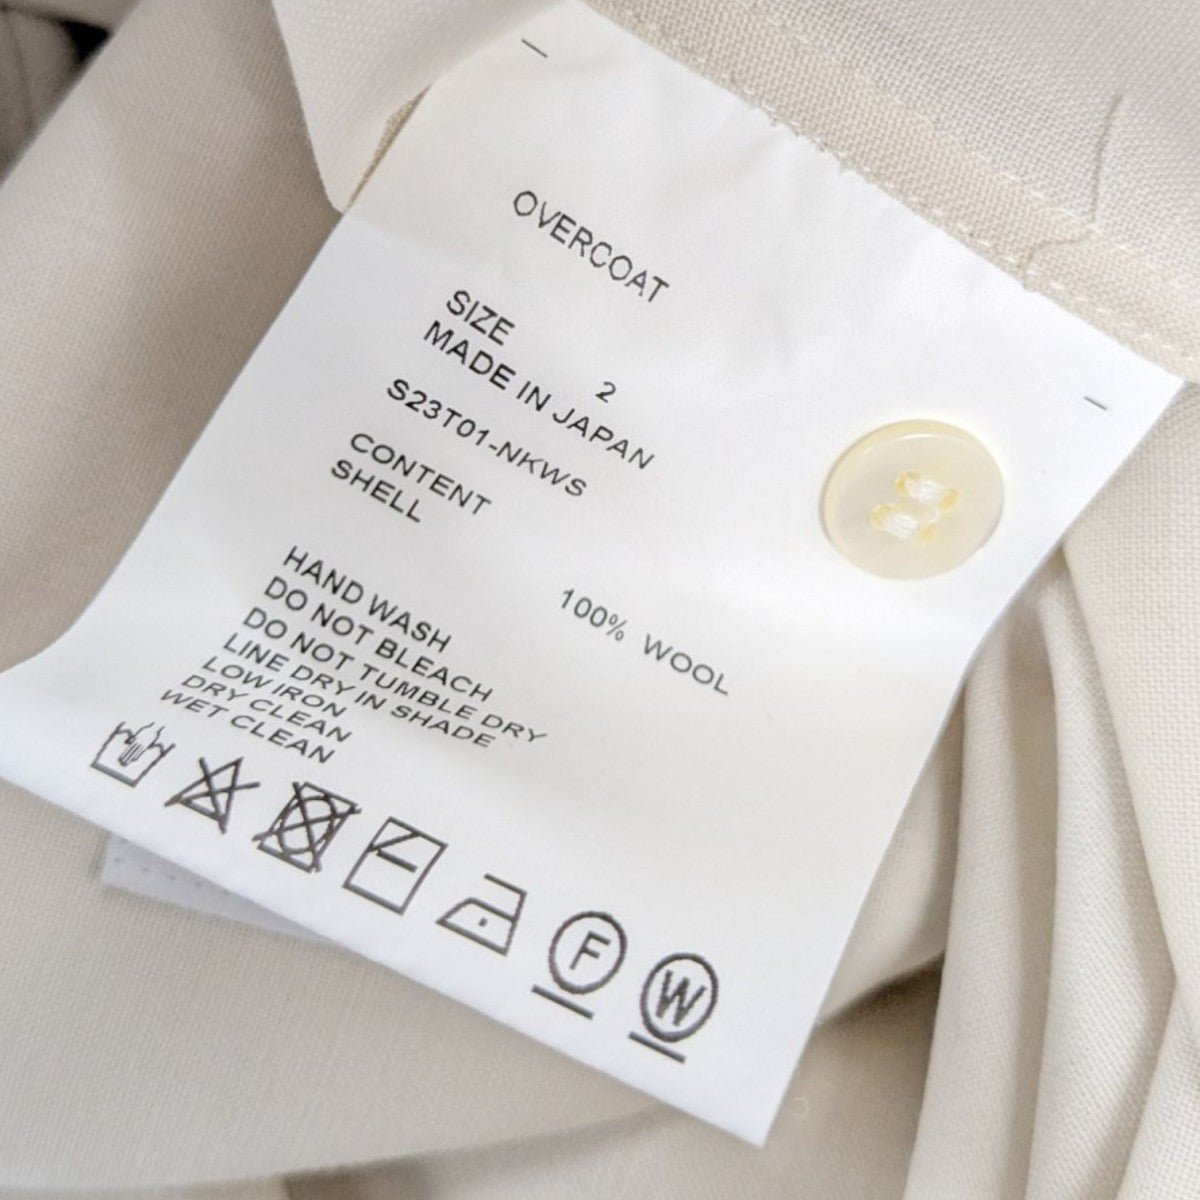 OVERCOAT
SIZE 2
MADE IN JAPAN
S23T01-NKWS
CONTENT
SHELL 100% WOOL
HAND WASH
DO NOT BLEACH
DO NOT TUMBLE DRY
LINE DRY IN SHADE
LOW IRON
DRY CLEAN
WET CLEAN
F W